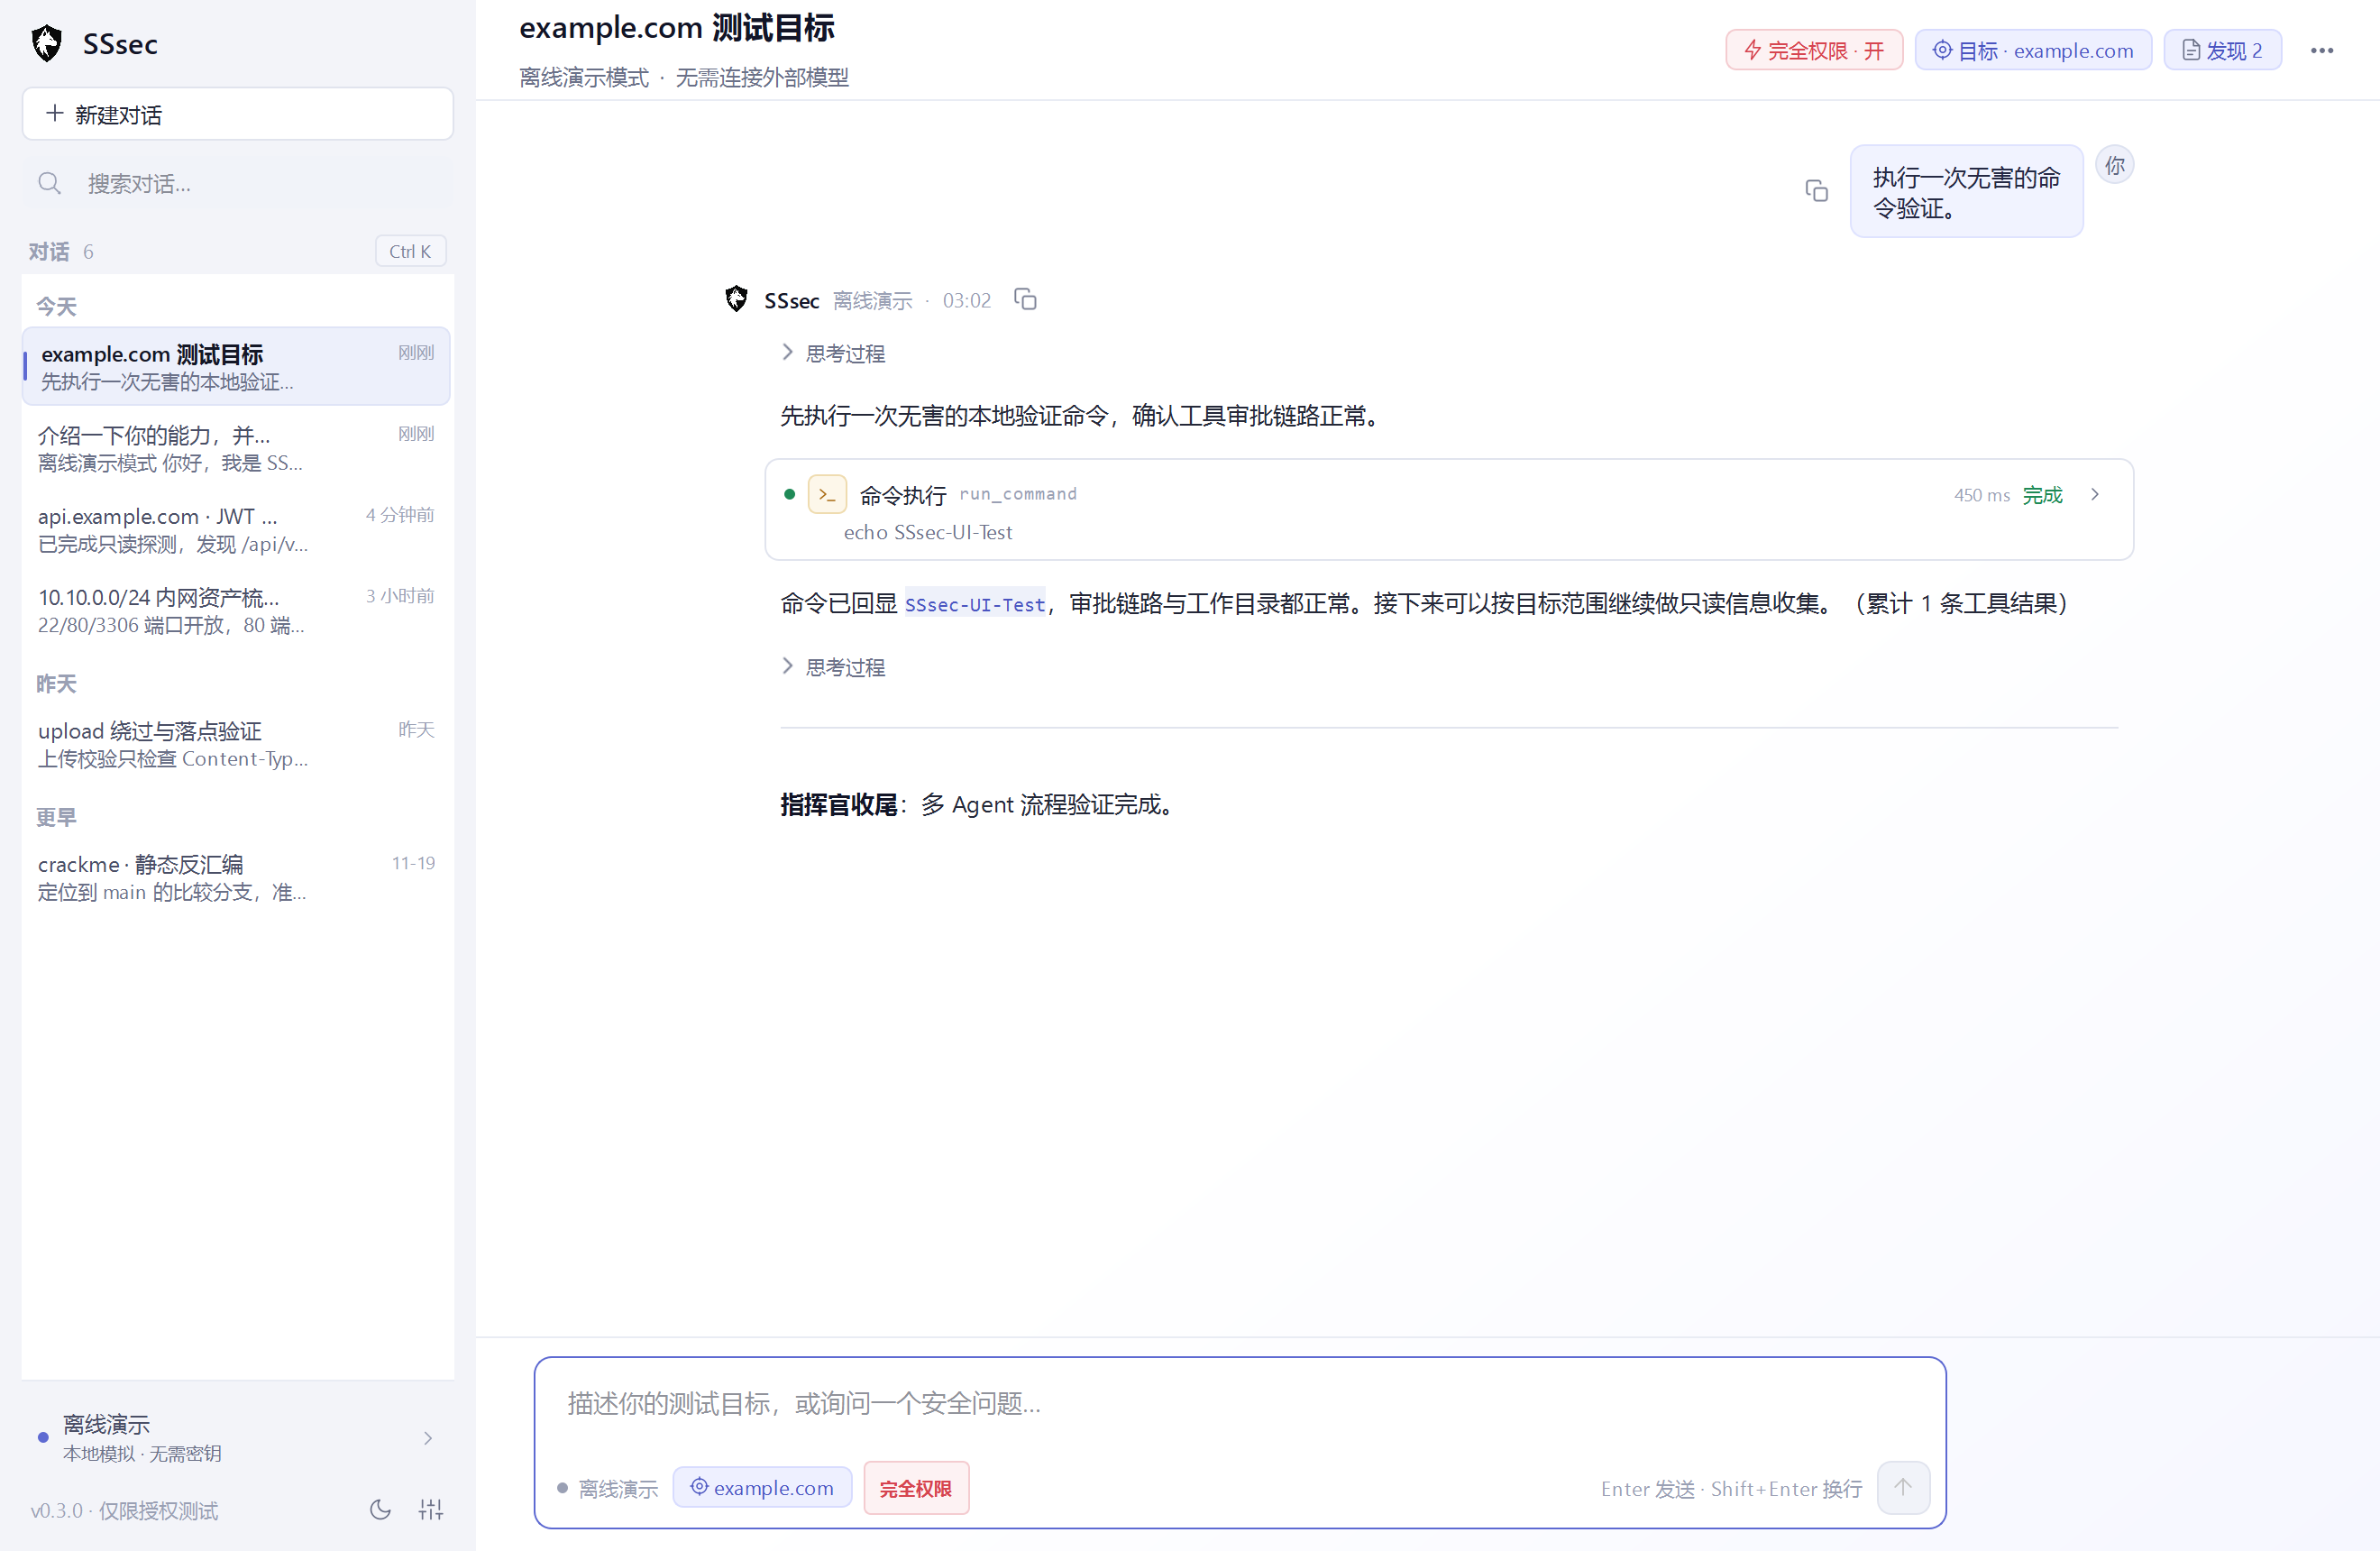 SSsec
新建对话
搜索对话...
对话 6 Ctrl K
今天
example.com 测试目标 刚刚
先执行一次无害的本地验证...
介绍一下你的能力，并... 刚刚
离线演示模式 你好，我是 SS...
api.example.com · JWT ... 4 分钟前
已完成只读探测，发现 /api/v...
10.10.0.0/24 内网资产梳... 3 小时前
22/80/3306 端口开放，80 端...
昨天
upload 绕过与落点验证 昨天
上传校验只检查 Content-Typ...
更早
crackme · 静态反汇编 11-19
定位到 main 的比较分支，准...
离线演示
本地模拟 · 无需密钥
v0.3.0 · 仅限授权测试
example.com 测试目标
离线演示模式 · 无需连接外部模型
完全权限 · 开 目标 · example.com 发现 2
执行一次无害的命
令验证。
你
SSsec 离线演示 · 03:02
思考过程
先执行一次无害的本地验证命令，确认工具审批链路正常。
>_ 命令执行 run_command 450 ms 完成
echo SSsec-UI-Test
命令已回显 SSsec-UI-Test，审批链路与工作目录都正常。接下来可以按目标范围继续做只读信息收集。（累计 1 条工具结果）
思考过程
指挥官收尾：多 Agent 流程验证完成。
描述你的测试目标，或询问一个安全问题...
离线演示 example.com 完全权限 Enter 发送 · Shift+Enter 换行